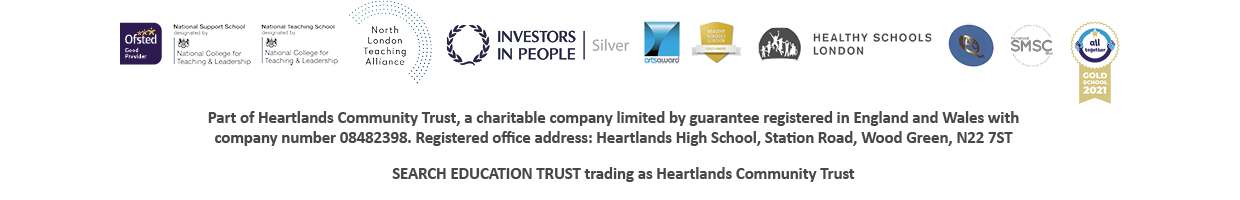 Ofsted
Good
Provider
National Support School
designated by
National College for
Teaching & Leadership
National Teaching School
designated by
National College for
Teaching & Leadership
North
London
Teaching
Alliance
INVESTORS
IN PEOPLE
Silver
artsaward
HEALTHY
SCHOOLS
LONDON
HEALTHY SCHOOLS
LONDON
SMSC
all
together
GOLD
SCHOOL
2021
Part of Heartlands Community Trust, a charitable company limited by guarantee registered in England and Wales with
company number 08482398. Registered office address: Heartlands High School, Station Road, Wood Green, N22 7ST
SEARCH EDUCATION TRUST trading as Heartlands Community Trust